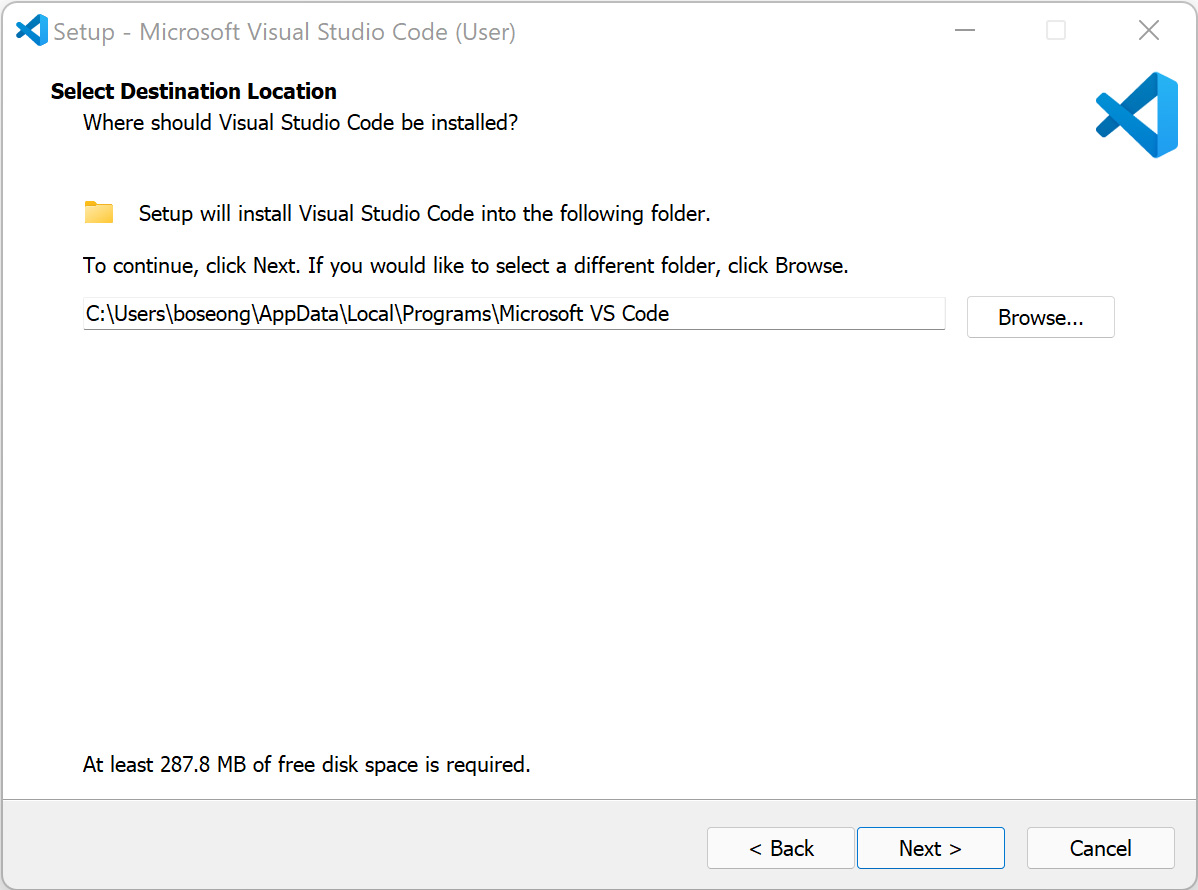 Setup - Microsoft Visual Studio Code (User)
Select Destination Location
Where should Visual Studio Code be installed?
Setup will install Visual Studio Code into the following folder.
To continue, click Next. If you would like to select a different folder, click Browse.
C:\Users\boseong\AppData\Local\Programs\Microsoft VS Code
Browse...
At least 287.8 MB of free disk space is required.
< Back
Next >
Cancel